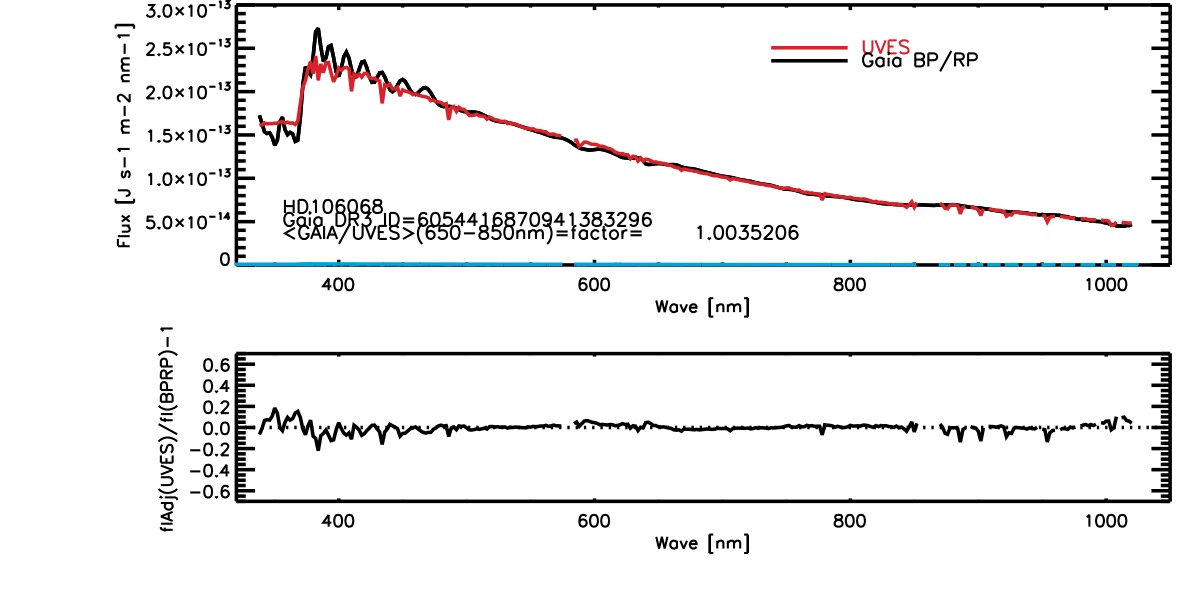 3.0×10−13
2.5×10−13
2.0×10−13
1.5×10−13
1.0×10−13
5.0×10−14
0
Flux [J s−1 m−2 nm−1]
UVES
Gaia BP/RP
HD106068
Gaia DR3 ID=6054416870941383296
<GAIA/UVES>(650−850nm)=factor= 1.0035206
400 600 800 1000
Wave [nm]
flAdj(UVES)/fl(BPRP)−1
0.6
0.4
0.2
0.0
−0.2
−0.4
−0.6
400 600 800 1000
Wave [nm]